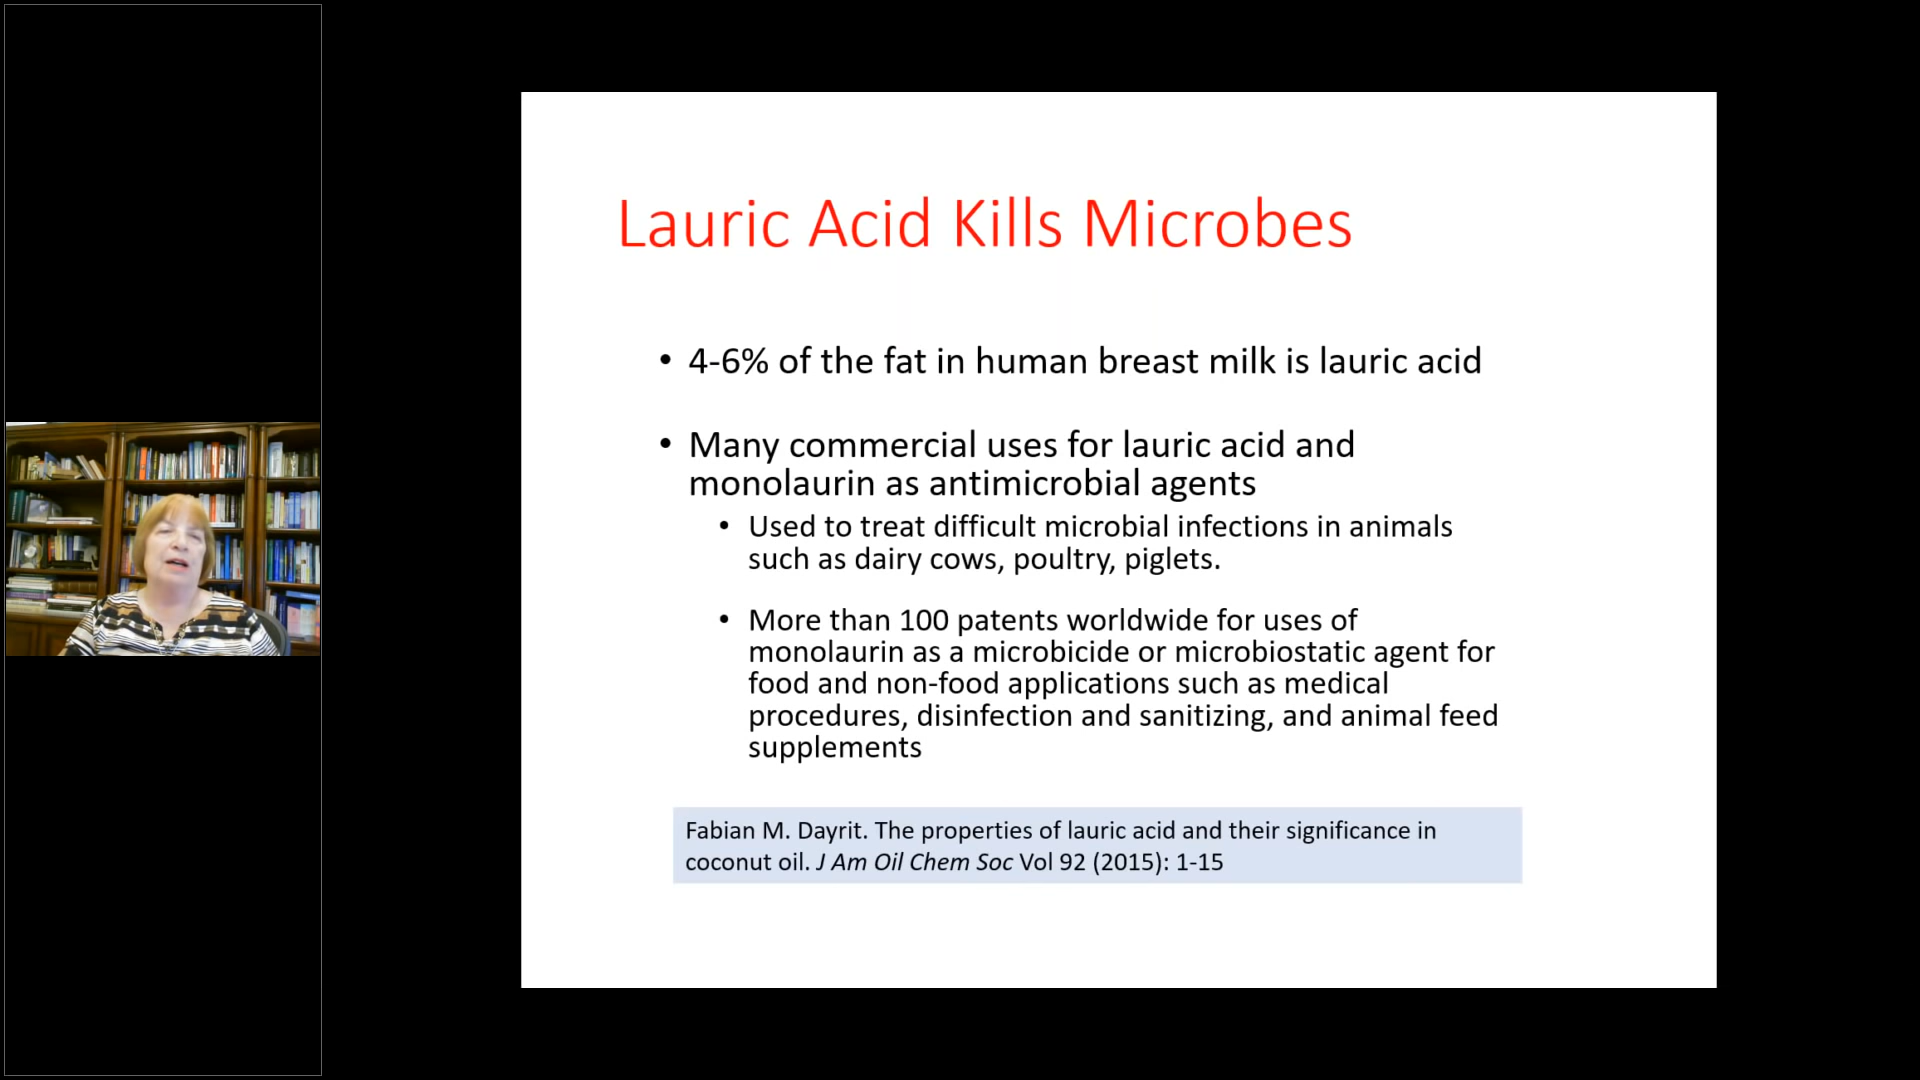 Lauric Acid Kills Microbes
• 4-6% of the fat in human breast milk is lauric acid
• Many commercial uses for lauric acid and
monolaurin as antimicrobial agents
• Used to treat difficult microbial infections in animals
such as dairy cows, poultry, piglets.
• More than 100 patents worldwide for uses of
monolaurin as a microbicide or microbiostatic agent for
food and non-food applications such as medical
procedures, disinfection and sanitizing, and animal feed
supplements
Fabian M. Dayrit. The properties of lauric acid and their significance in
coconut oil. J Am Oil Chem Soc Vol 92 (2015): 1-15